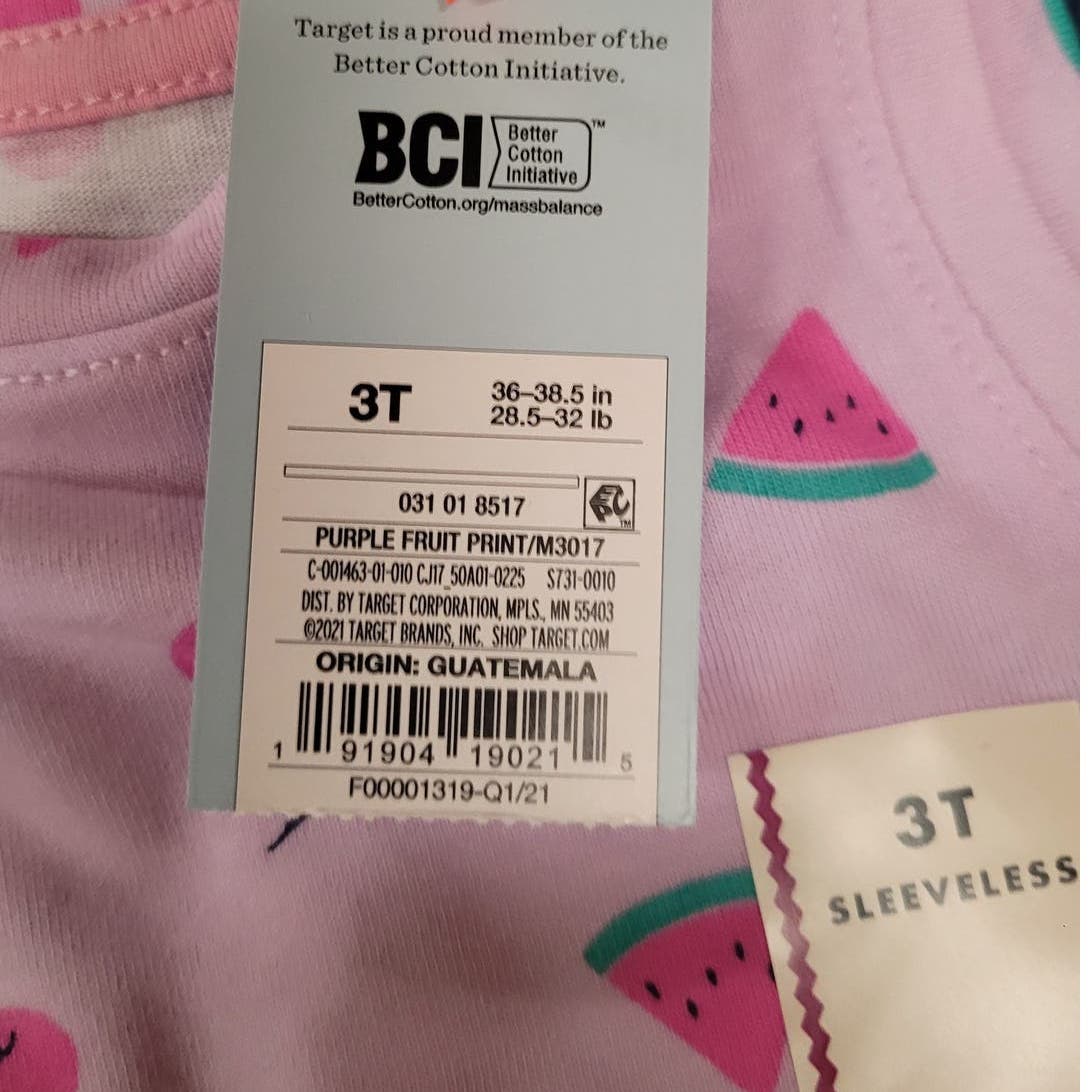 Target is a proud member of the
Better Cotton Initiative.
BCI
Better
Cotton
Initiative
™
BetterCotton.org/massbalance
3T
36–38.5 in
28.5–32 lb
031 01 8517
TM
PURPLE FRUIT PRINT/M3017
C-001463-01-010 CJ17_50A01-0225 S731-0010
DIST. BY TARGET CORPORATION, MPLS., MN 55403
©2021 TARGET BRANDS, INC. SHOP TARGET.COM
ORIGIN: GUATEMALA
1 91904 19021 5
F00001319-Q1/21
3T
SLEEVELESS